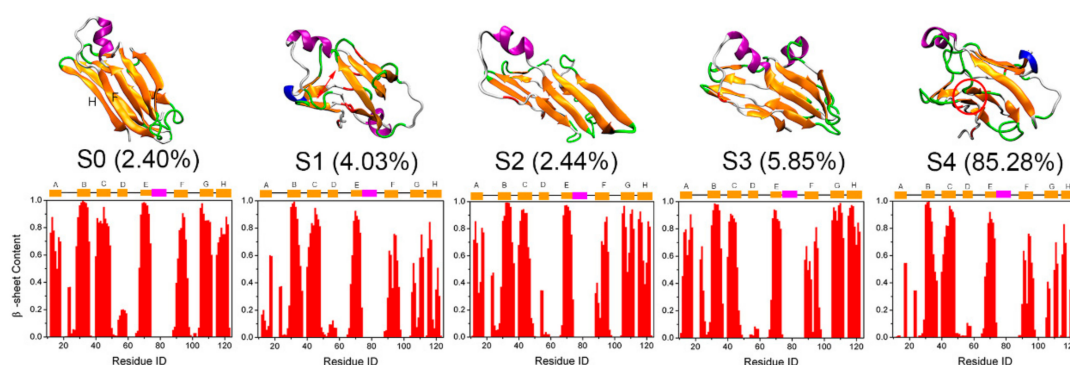 H F
S0 (2.40%) S1 (4.03%) S2 (2.44%) S3 (5.85%) S4 (85.28%)
A B C D E F G H A B C D E F G H A B C D E F G H A B C D E F G H A B C D E F G H
β -sheet Content
1.0
0.8
0.6
0.4
0.2
0.0
20 40 60 80 100 120 20 40 60 80 100 120 20 40 60 80 100 120 20 40 60 80 100 120 20 40 60 80 100 120
Residue ID Residue ID Residue ID Residue ID Residue ID